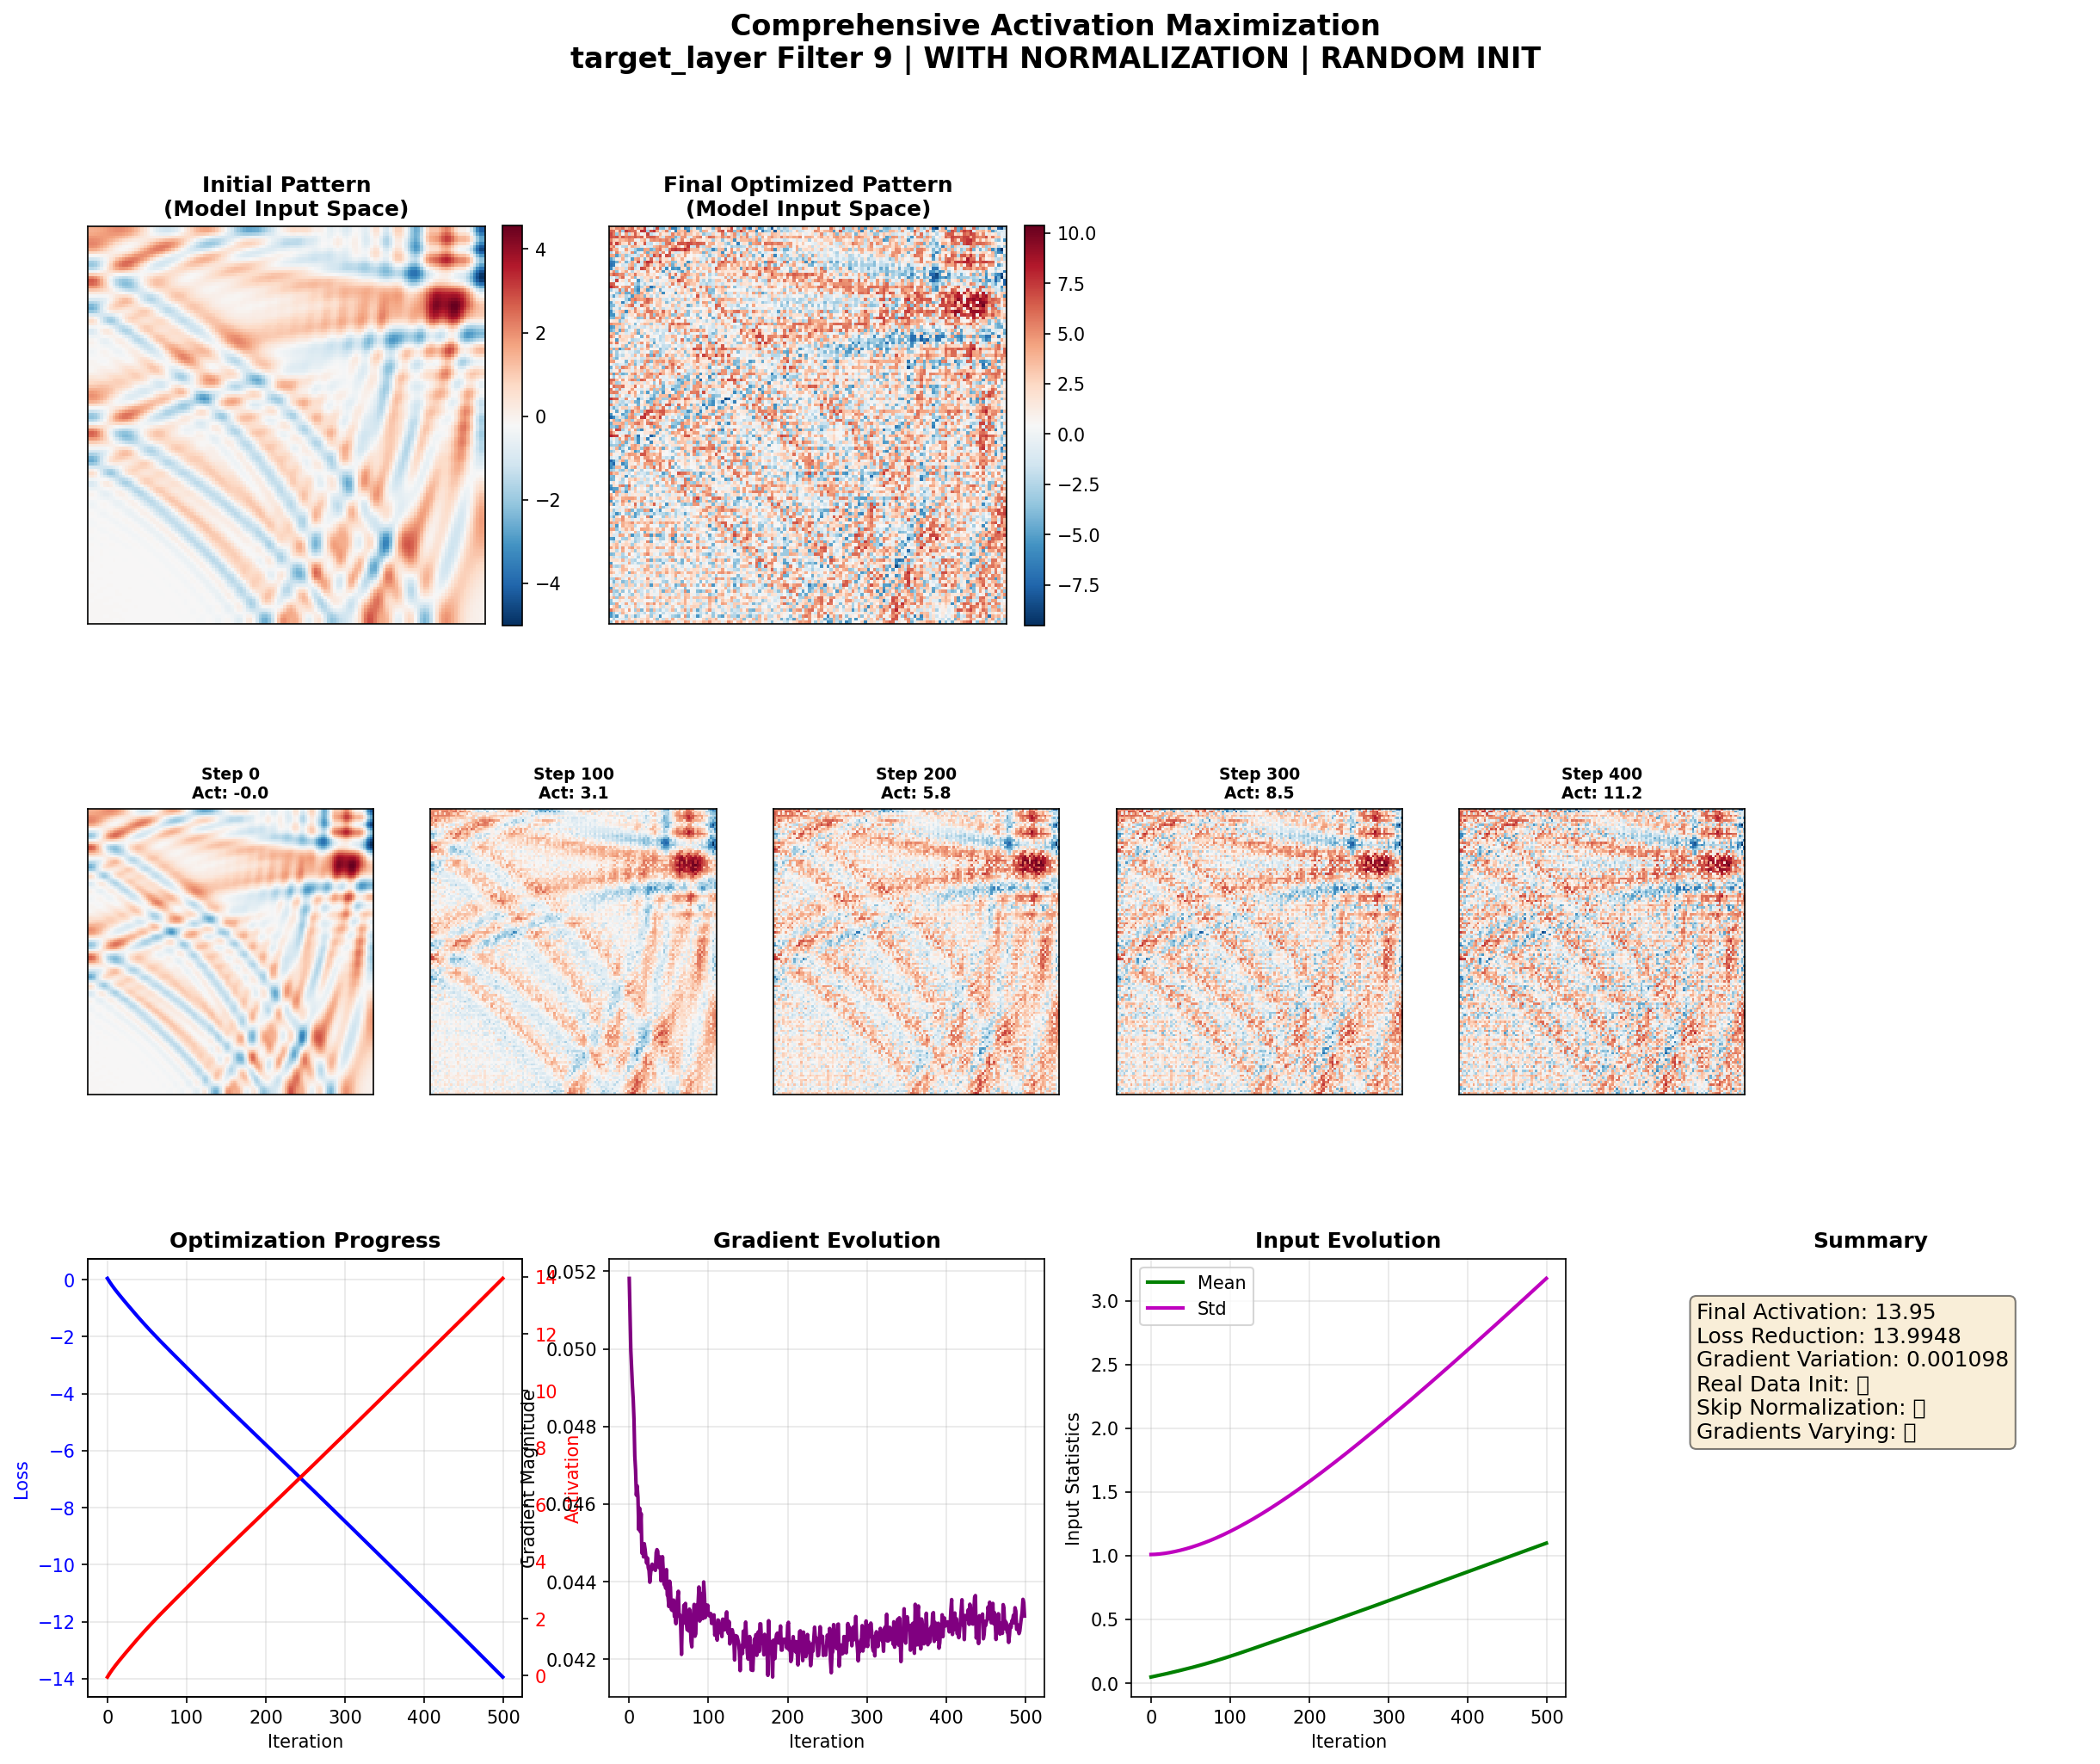 Comprehensive Activation Maximization
target_layer Filter 9 | WITH NORMALIZATION | RANDOM INIT
Initial Pattern
(Model Input Space)
4
2
0
−2
−4
Final Optimized Pattern
(Model Input Space)
10.0
7.5
5.0
2.5
0.0
−2.5
−5.0
−7.5
Step 0
Act: -0.0
Step 100
Act: 3.1
Step 200
Act: 5.8
Step 300
Act: 8.5
Step 400
Act: 11.2
Optimization Progress
Loss
0
−2
−4
−6
−8
−10
−12
−14
0 100 200 300 400 500
Iteration
14
12
10
8
6
4
2
0
Activation
Gradient Evolution
Gradient Magnitude
0.052
0.050
0.048
0.046
0.044
0.042
0 100 200 300 400 500
Iteration
Input Evolution
Mean
Std
Input Statistics
3.0
2.5
2.0
1.5
1.0
0.5
0.0
0 100 200 300 400 500
Iteration
Summary
Final Activation: 13.95
Loss Reduction: 13.9948
Gradient Variation: 0.001098
Real Data Init:
Skip Normalization:
Gradients Varying: